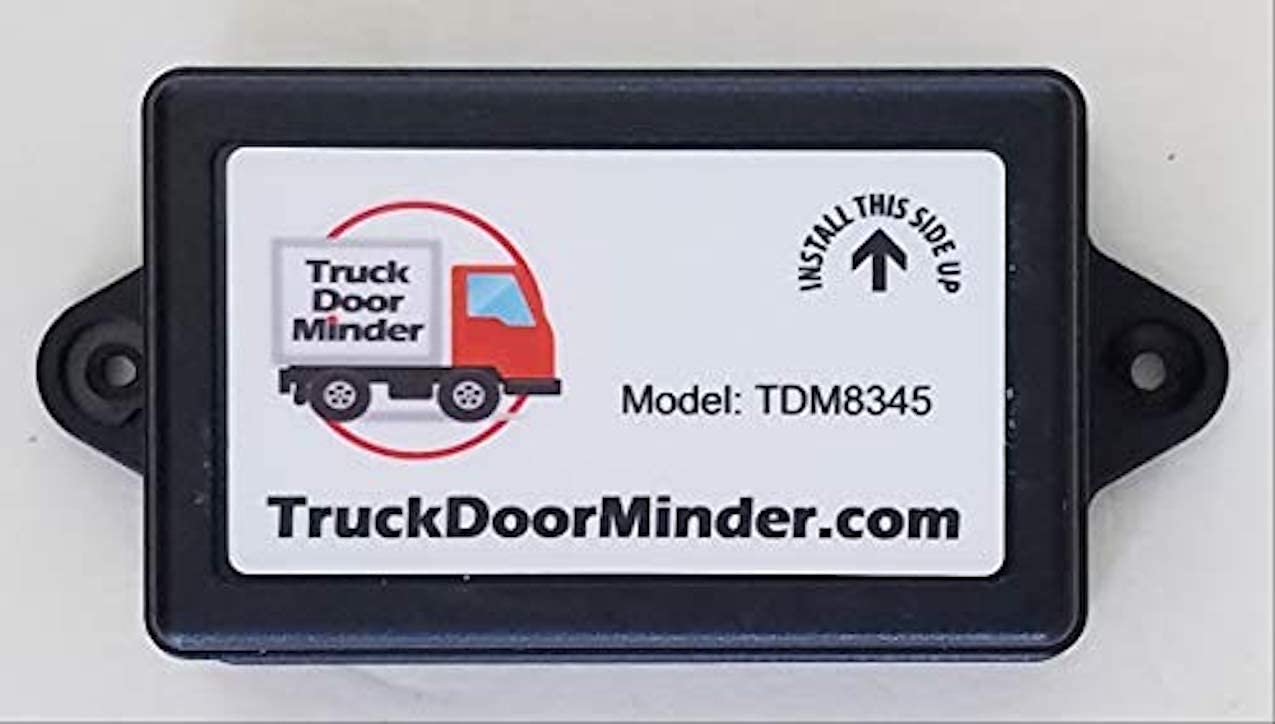 Truck
Door
Minder
INSTALL THIS SIDE UP
Model: TDM8345
TruckDoorMinder.com